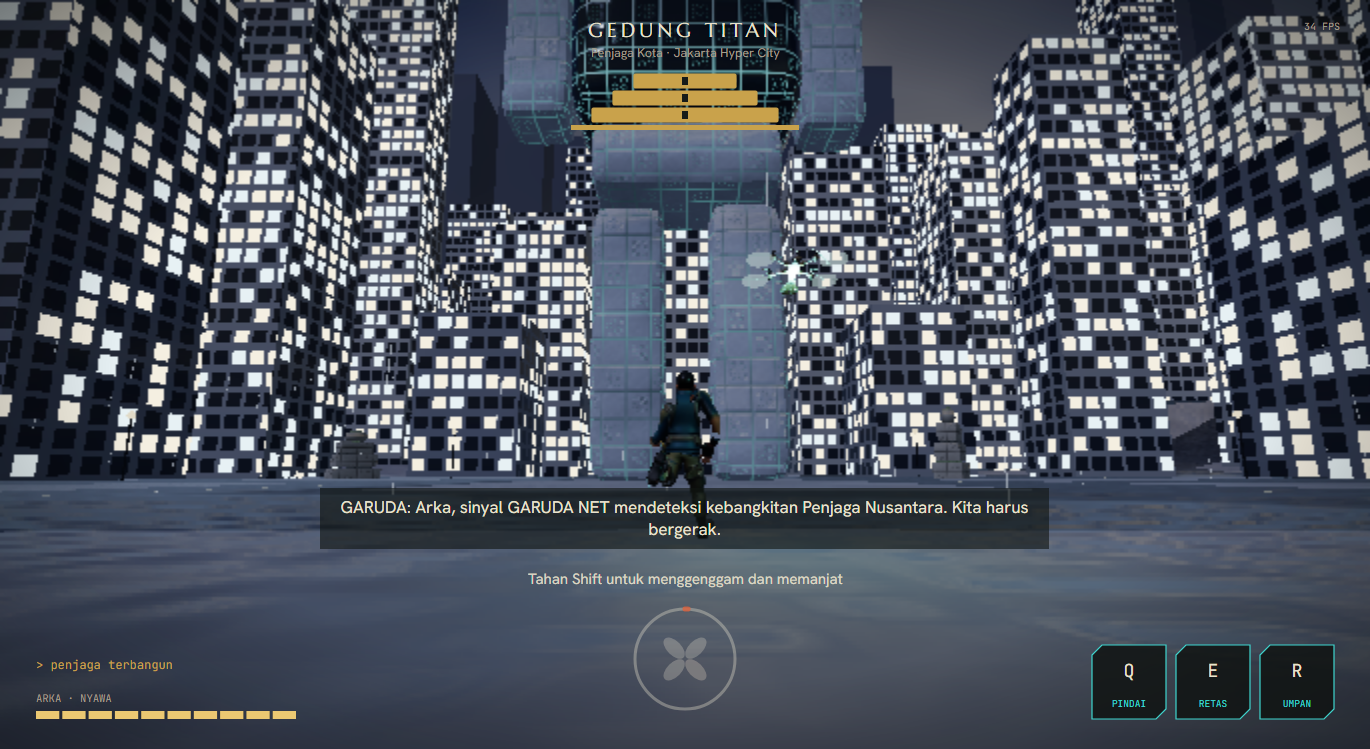 GEDUNG TITAN
Penjaga Kota · Jakarta Hyper City
34 FPS
GARUDA: Arka, sinyal GARUDA NET mendeteksi kebangkitan Penjaga Nusantara. Kita harus
bergerak.
Tahan Shift untuk menggenggam dan memanjat
> penjaga terbangun
ARKA · NYAWA
Q
PINDAI
E
RETAS
R
UMPAN